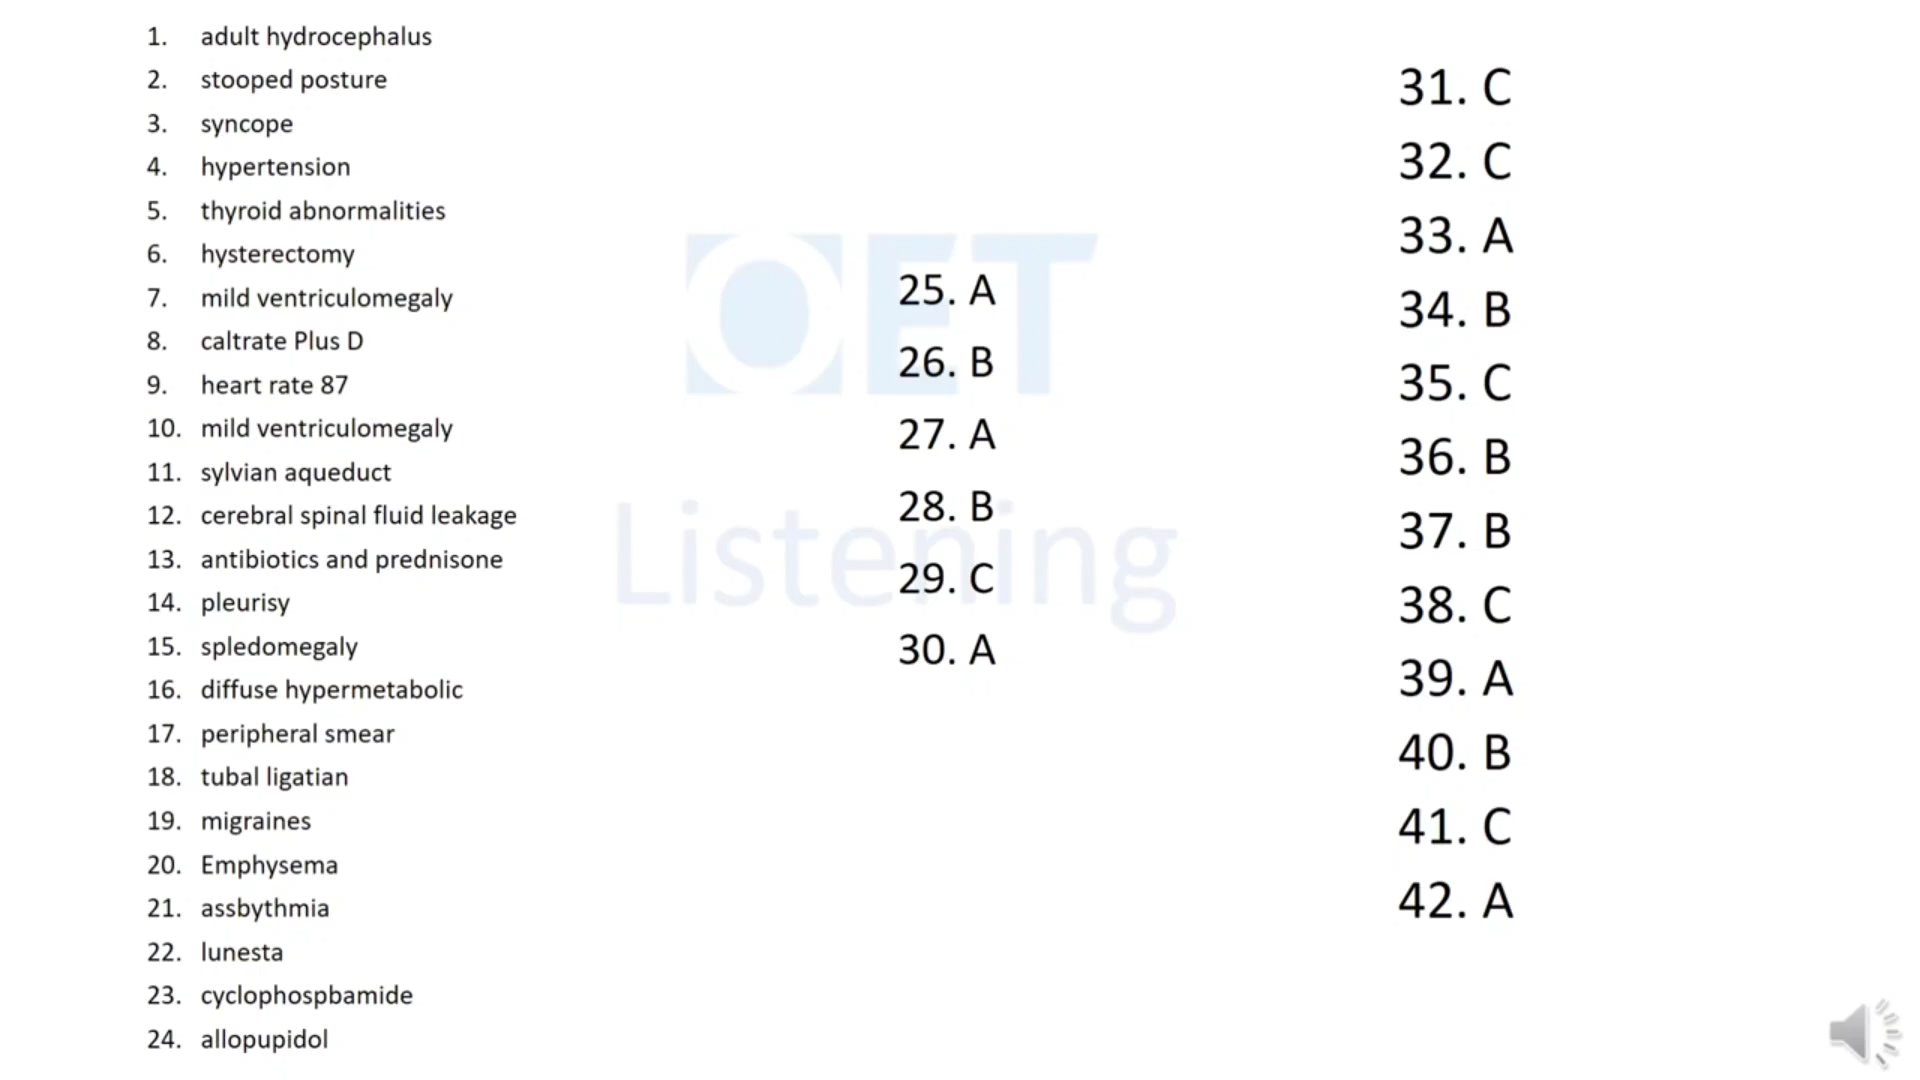 1. adult hydrocephalus
2. stooped posture
3. syncope
4. hypertension
5. thyroid abnormalities
6. hysterectomy
7. mild ventriculomegaly
8. caltrate Plus D
9. heart rate 87
10. mild ventriculomegaly
11. sylvian aqueduct
12. cerebral spinal fluid leakage
13. antibiotics and prednisone
14. pleurisy
15. spledomegaly
16. diffuse hypermetabolic
17. peripheral smear
18. tubal ligatian
19. migraines
20. Emphysema
21. assbythmia
22. lunesta
23. cyclophospbamide
24. allopupidol
OET
Listening
25. A
26. B
27. A
28. B
29. C
30. A
31. C
32. C
33. A
34. B
35. C
36. B
37. B
38. C
39. A
40. B
41. C
42. A